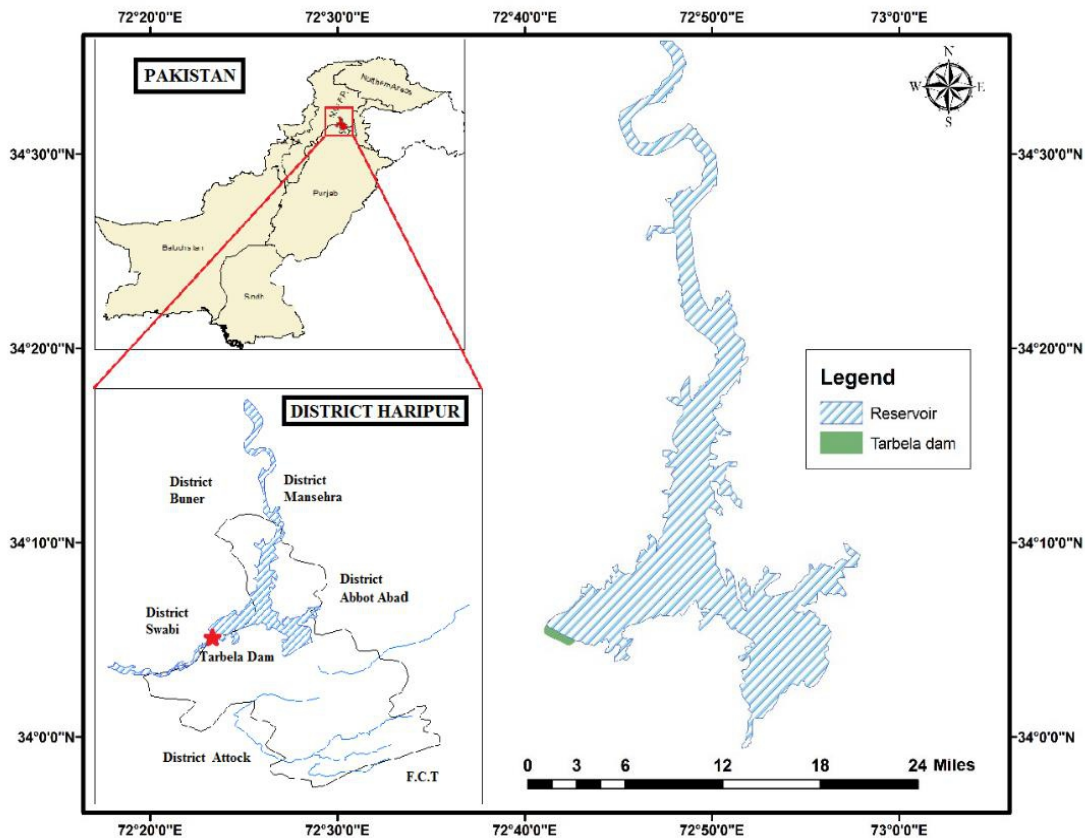 72°20'0"E
72°30'0"E
72°40'0"E
72°50'0"E
73°0'0"E
PAKISTAN
Northern Areas
Punjab
Baluchistan
Sindh
N
W
E
S
34°30'0"N
34°30'0"N
34°20'0"N
34°20'0"N
Legend
Reservoir
Tarbela dam
DISTRICT HARIPUR
District
Buner
District
Mansehra
District
Abbot Abad
District
Swabi
Tarbela Dam
District Attock
F.C.T
34°10'0"N
34°10'0"N
34°0'0"N
34°0'0"N
0 3 6 12 18 24 Miles
72°20'0"E
72°30'0"E
72°40'0"E
72°50'0"E
73°0'0"E